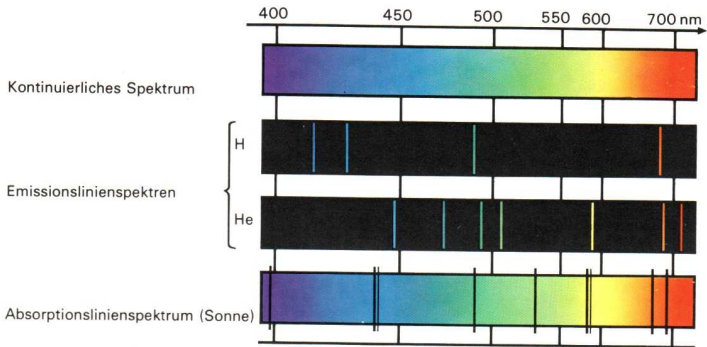 400 450 500 550 600 700 nm
Kontinuierliches Spektrum
H
Emissionslinienspektren
He
Absorptionslinienspektrum (Sonne)